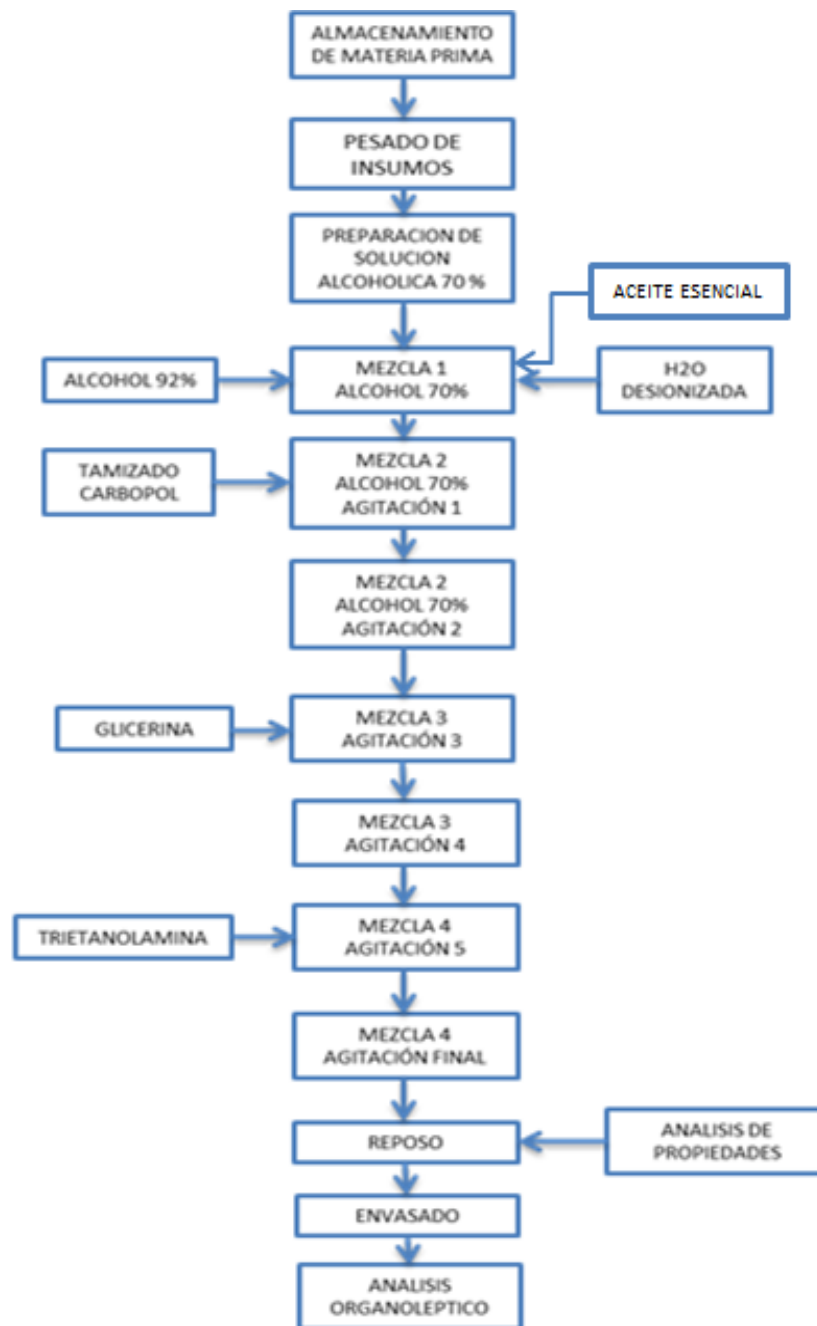 ALMACENAMIENTO
DE MATERIA PRIMA
PESADO DE
INSUMOS
PREPARACION DE
SOLUCION
ALCOHOLICA 70 %
ACEITE ESENCIAL
ALCOHOL 92%
MEZCLA 1
ALCOHOL 70%
H2O
DESIONIZADA
TAMIZADO
CARBOPOL
MEZCLA 2
ALCOHOL 70%
AGITACIÓN 1
MEZCLA 2
ALCOHOL 70%
AGITACIÓN 2
GLICERINA
MEZCLA 3
AGITACIÓN 3
MEZCLA 3
AGITACIÓN 4
TRIETANOLAMINA
MEZCLA 4
AGITACIÓN 5
MEZCLA 4
AGITACIÓN FINAL
REPOSO
ANALISIS DE
PROPIEDADES
ENVASADO
ANALISIS
ORGANOLEPTICO